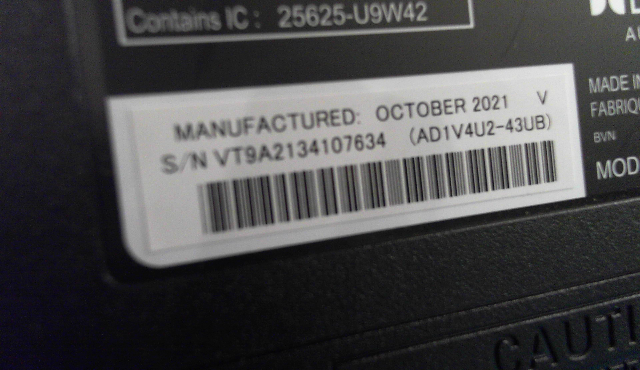 Contains IC : 25625-U9W42
MANUFACTURED: OCTOBER 2021 V
S/N VT9A2134107634 (AD1V4U2-43UB)
MADE IN
FABRIQ
BVN
MOD
CAUTI